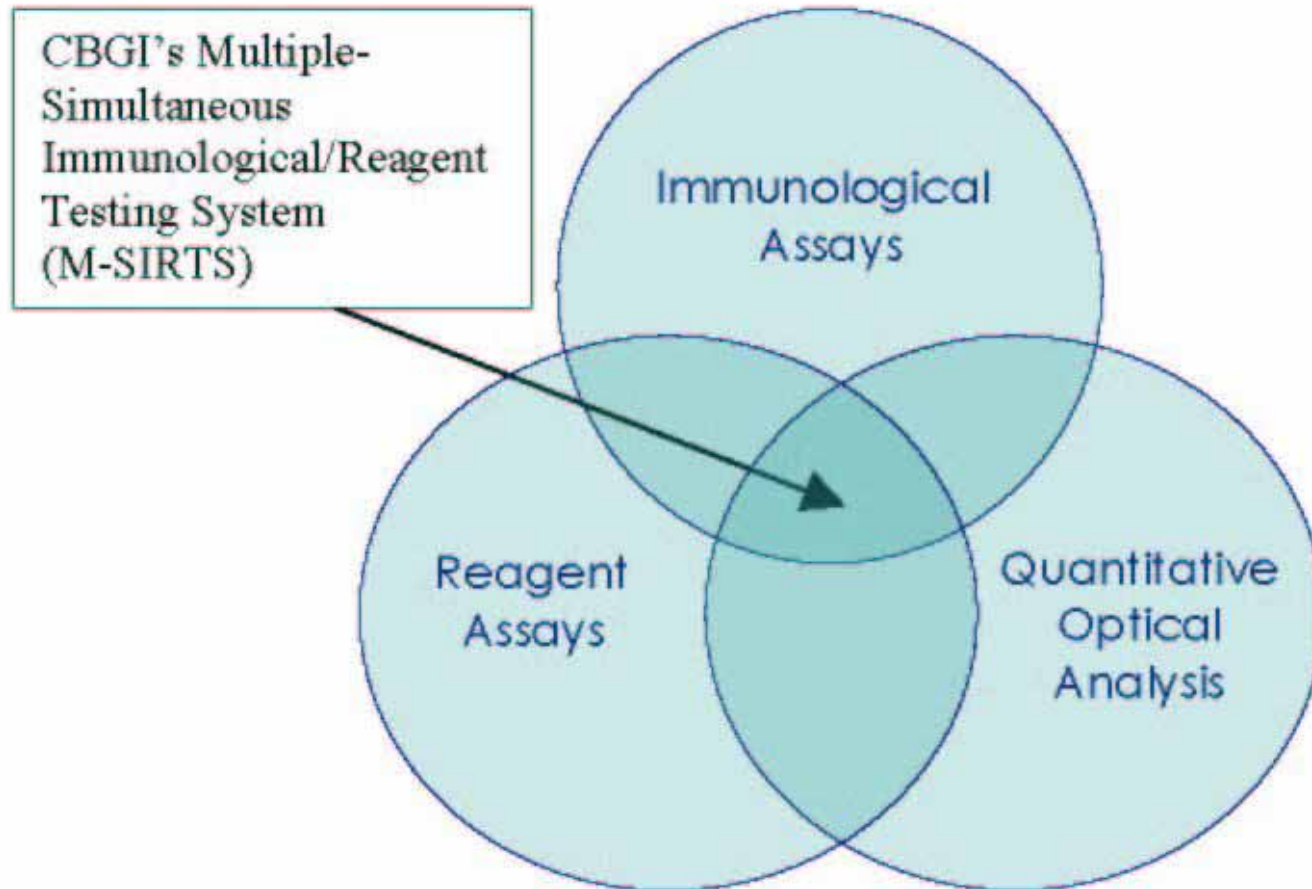 CBGI's Multiple-
Simultaneous
Immunological/Reagent
Testing System
(M-SIRTS)
Immunological
Assays
Reagent
Assays
Quantitative
Optical
Analysis